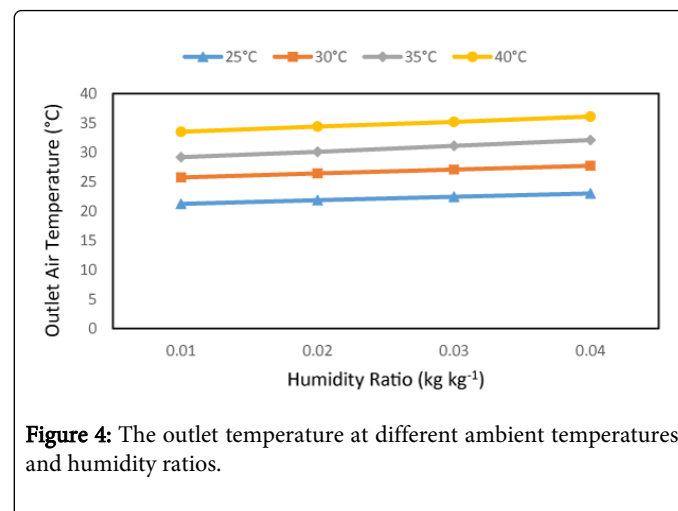 25°C 30°C 35°C 40°C
40
35
30
25
20
15
10
5
0
Outlet Air Temperature (°C)
0.01 0.02 0.03 0.04
Humidity Ratio (kg kg⁻¹)
Figure 4: The outlet temperature at different ambient temperatures
and humidity ratios.